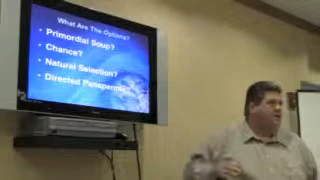 What Are The Options?
• Primordial Soup?
• Chance?
• Natural Selection?
• Directed Panspermia?